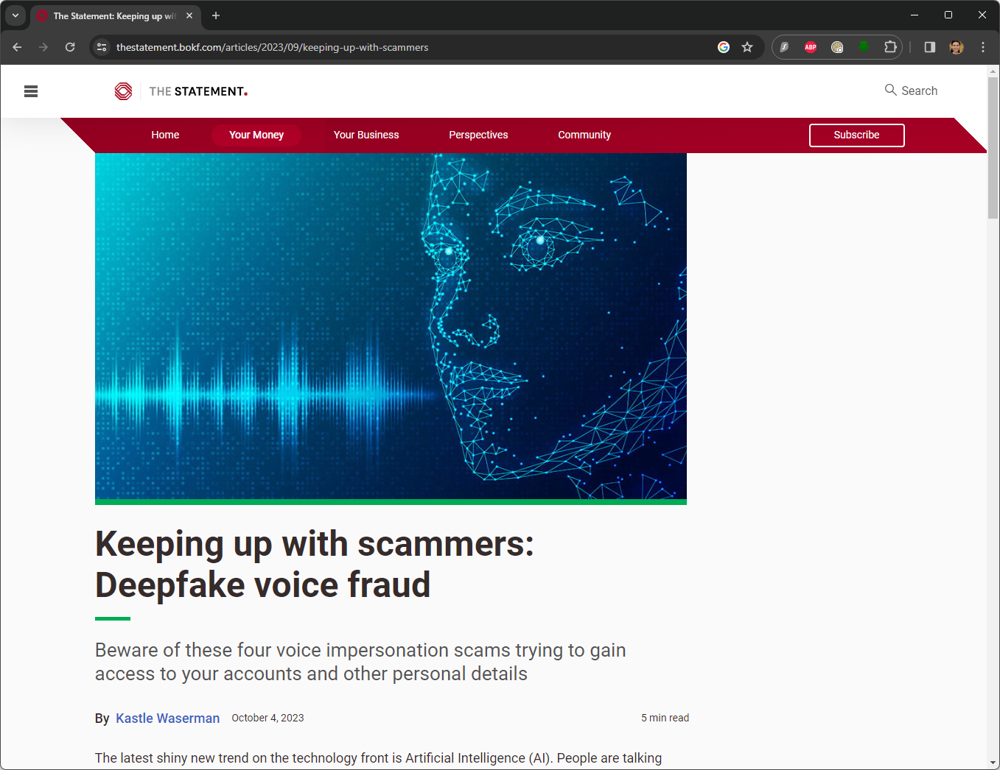 The Statement: Keeping up wit
thestatement.bokf.com/articles/2023/09/keeping-up-with-scammers
ABP
THE STATEMENT.
Search
Home
Your Money
Your Business
Perspectives
Community
Subscribe
Keeping up with scammers:
Deepfake voice fraud
Beware of these four voice impersonation scams trying to gain
access to your accounts and other personal details
By Kastle Waserman October 4, 2023 5 min read
The latest shiny new trend on the technology front is Artificial Intelligence (AI). People are talking